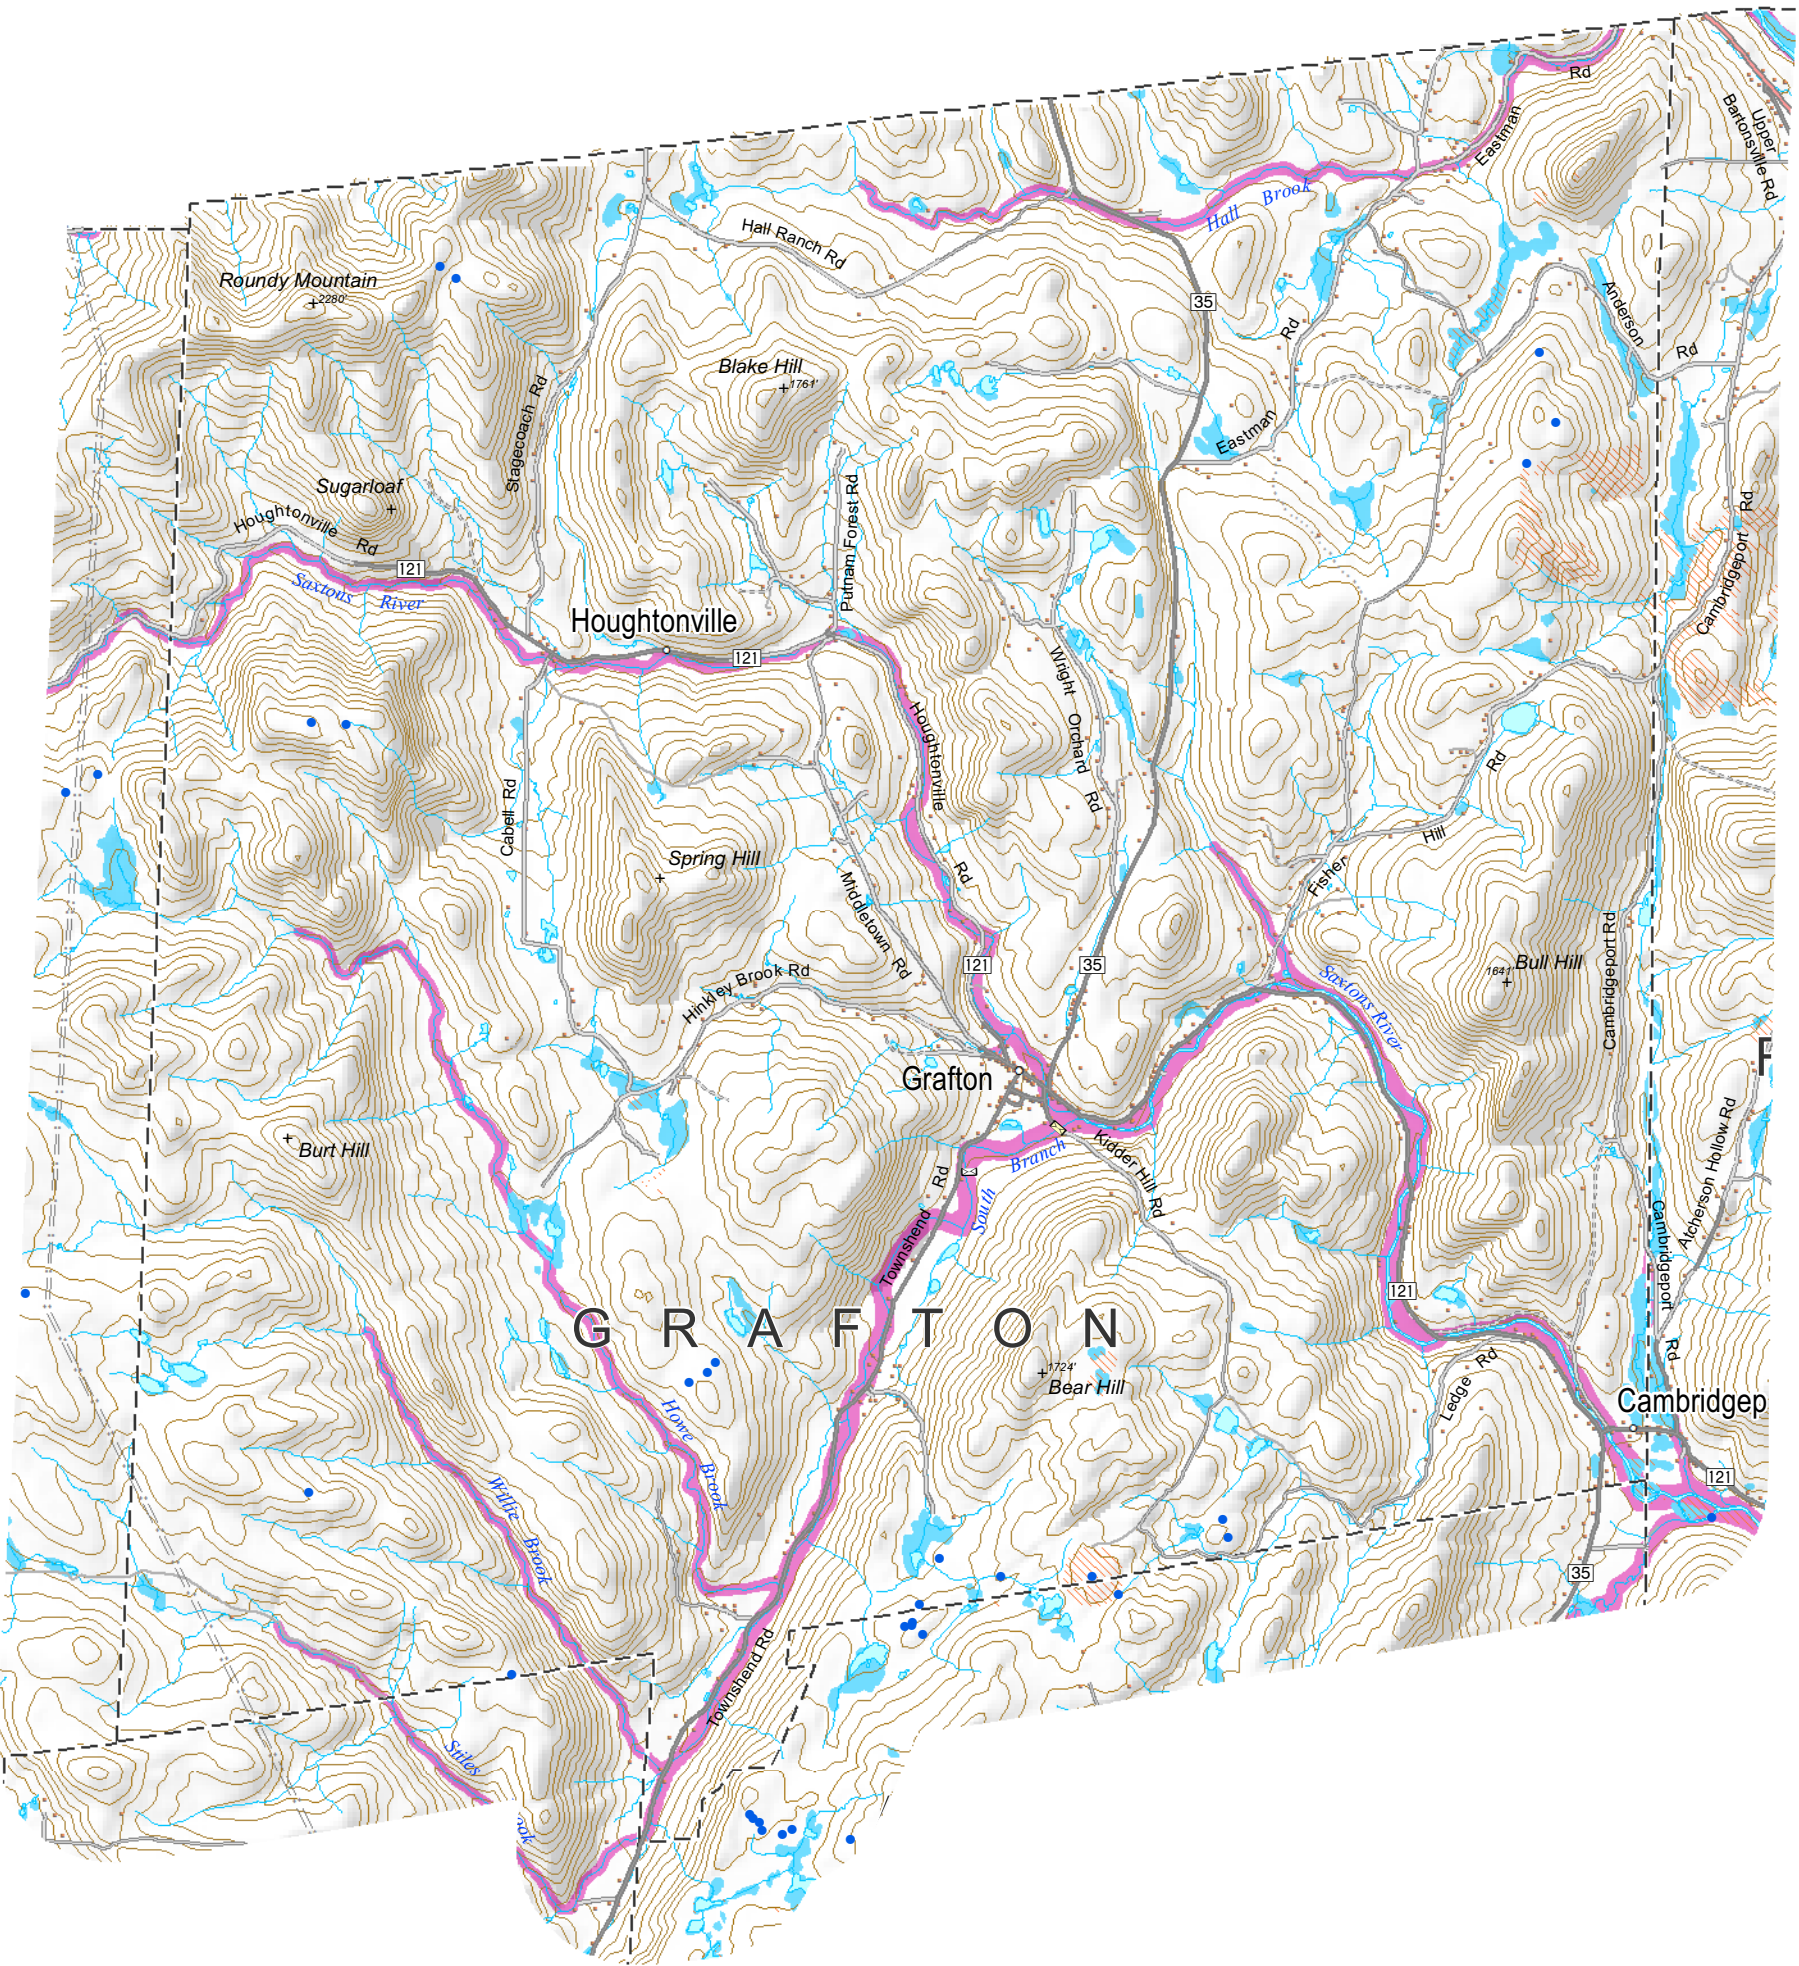 Rd
Eastman
Upper
Bartonsville Rd
Hall Brook
Hall Ranch Rd
Roundy Mountain
2280'
35
Anderson
Rd
Rd
Blake Hill
1761'
Stagecoach Rd
Eastman
Sugarloaf
Houghtonville
Rd
Putnam Forest Rd
Cambridgeport Rd
121
Saxtons River
Houghtonville
121
Wright Orchard Rd
Houghtonville Rd
Rd
Cabell Rd
Hill
Spring Hill
Fisher
Middletown Rd
121
35
Hinkley Brook Rd
Saxtons River
1641'
Bull Hill
Cambridgeport Rd
F
Grafton
Kidder Hill Rd
Branch
South
Atcherson Hollow Rd
Burt Hill
Rd
Townshend
Cambridgeport
Rd
121
GRAFTON
1724'
Bear Hill
Rd
Ledge
Cambridgep
Howe
Brook
121
Willie
Brook
35
Townshend Rd
Stiles
ook